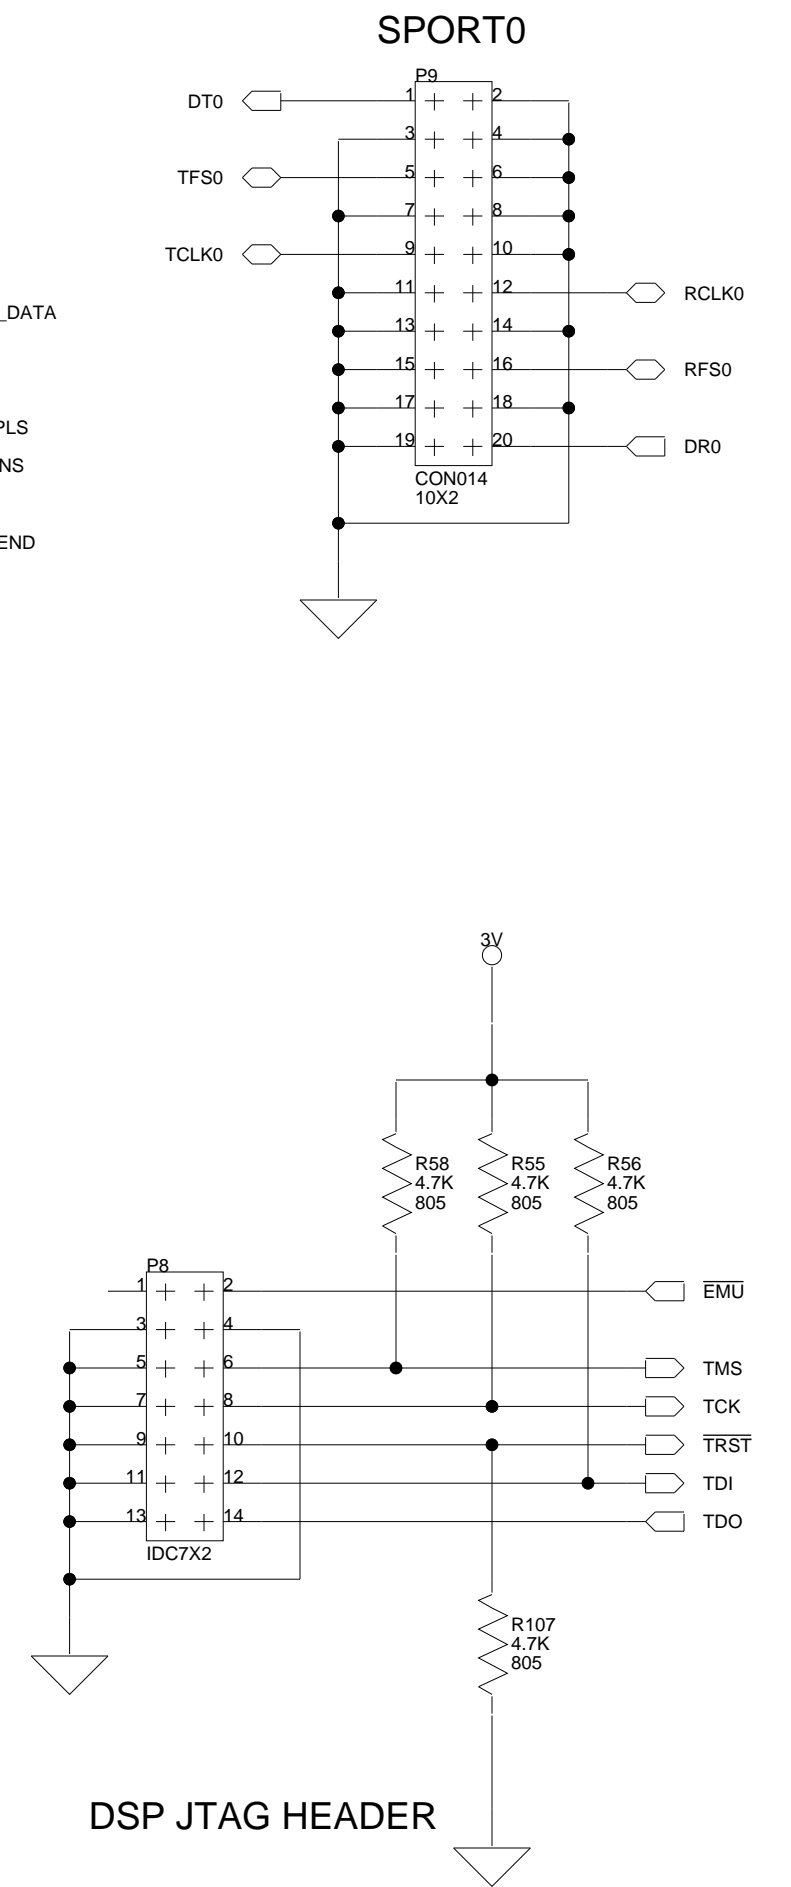 SPORT0
P9
DT0
1
2
3
4
TFS0
5
6
7
8
TCLK0
9
10
11
12
RCLK0
_DATA
13
14
15
16
RFS0
17
18
PLS
19
20
DR0
NS
CON014
10X2
END
3V
R58
4.7K
805
R55
4.7K
805
R56
4.7K
805
P8
1
2
EMU
3
4
5
6
TMS
7
8
TCK
9
10
TRST
11
12
TDI
13
14
TDO
IDC7X2
R107
4.7K
805
DSP JTAG HEADER